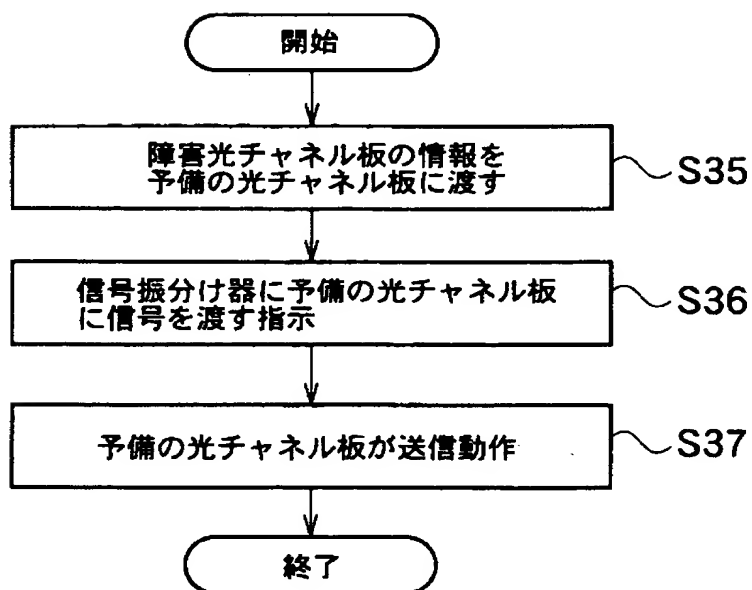 開始
障害光チャネル板の情報を
予備の光チャネル板に渡す
S35
信号振分け器に予備の光チャネル板
に信号を渡す指示
S36
予備の光チャネル板が送信動作
S37
終了